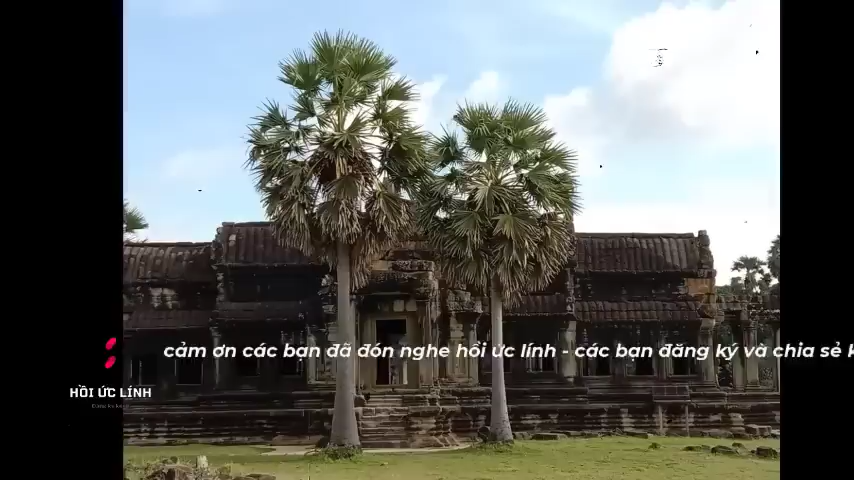 cảm ơn các bạn đã đón nghe hồi ức lính - các bạn đăng ký và chia sẻ k
HỒI ỨC LÍNH